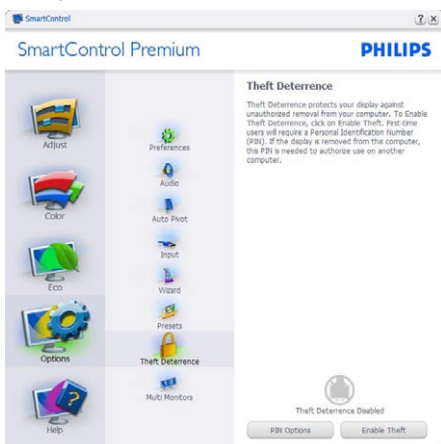 SmartControl
SmartControl Premium
PHILIPS
Adjust
Color
Eco
Options
Help
Preferences
Audio
Auto Pivot
Input
Wizard
Presets
Theft Deterrence
Multi Monitors
Theft Deterrence
Theft Deterrence protects your display against
unauthorized removal from your computer. To Enable
Theft Deterrence, click on Enable Theft. First-time
users will require a Personal Identification Number
(PIN). If the display is removed from this computer,
this PIN is needed to authorize use on another
computer.
Theft Deterrence Disabled
PIN Options
Enable Theft